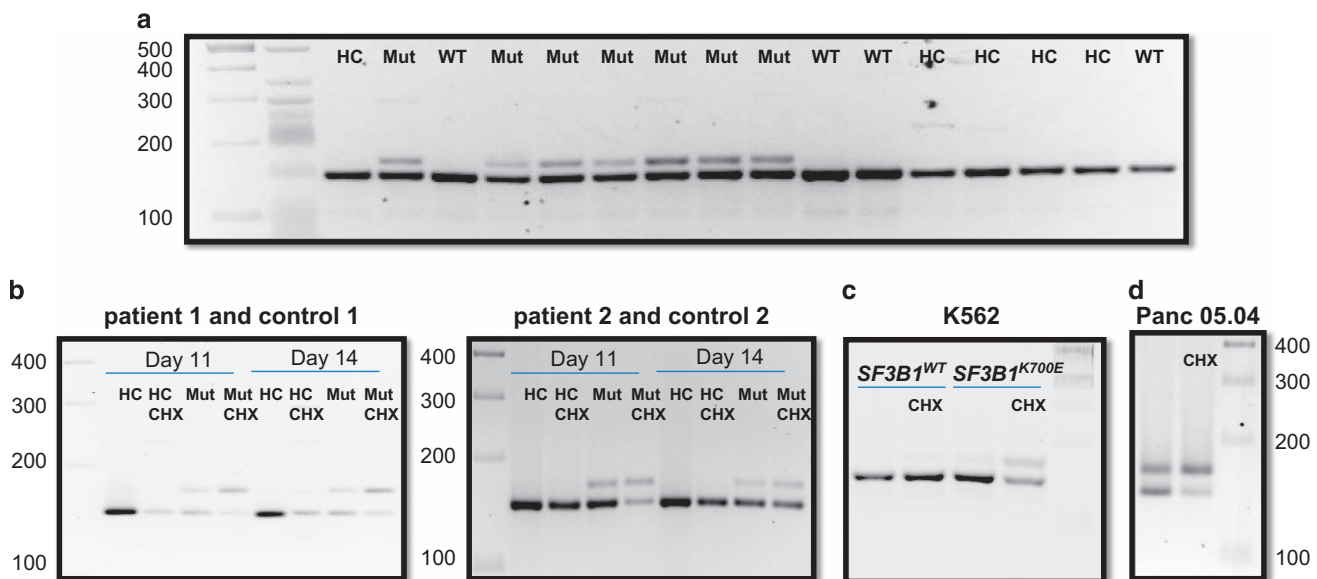 a
500
400
300
200
100
HC Mut WT Mut Mut Mut Mut Mut Mut WT WT HC HC HC HC WT
b
patient 1 and control 1
400
300
200
100
Day 11 Day 14
HC HC CHX Mut Mut CHX HC HC CHX Mut Mut CHX
patient 2 and control 2
400
300
200
100
Day 11 Day 14
HC HC CHX Mut Mut CHX HC HC CHX Mut Mut CHX
c
K562
SF3B1WT SF3B1K700E
CHX CHX
d
Panc 05.04
CHX
400
300
200
100